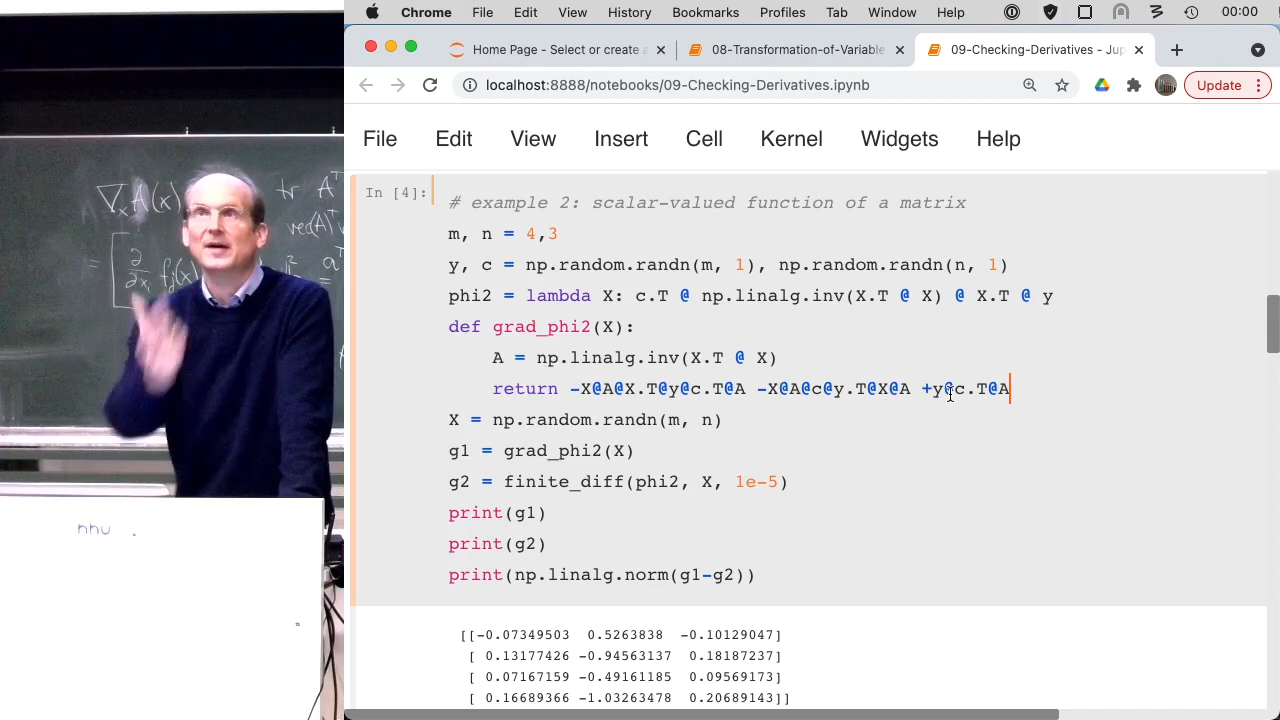 Chrome File Edit View History Bookmarks Profiles Tab Window Help 00:00
Home Page - Select or create a
08-Transformation-of-Variable
09-Checking-Derivatives - Jup
localhost:8888/notebooks/09-Checking-Derivatives.ipynb
Update
File Edit View Insert Cell Kernel Widgets Help
In [4]:
# example 2: scalar-valued function of a matrix
m, n = 4,3
y, c = np.random.randn(m, 1), np.random.randn(n, 1)
phi2 = lambda X: c.T @ np.linalg.inv(X.T @ X) @ X.T @ y
def grad_phi2(X):
A = np.linalg.inv(X.T @ X)
return -X@A@X.T@y@c.T@A -X@A@c@y.T@X@A +y@c.T@A
X = np.random.randn(m, n)
g1 = grad_phi2(X)
g2 = finite_diff(phi2, X, 1e-5)
print(g1)
print(g2)
print(np.linalg.norm(g1-g2))
[[-0.07349503 0.5263838 -0.10129047]
[ 0.13177426 -0.94563137 0.18187237]
[ 0.07167159 -0.49161185 0.09569173]
[ 0.16689366 -1.03263478 0.20689143]]
∇ₓ A(x)
tr Aᵀ
vec(A)ᵀ
= [ ∂/∂xᵢ fⱼ(x)